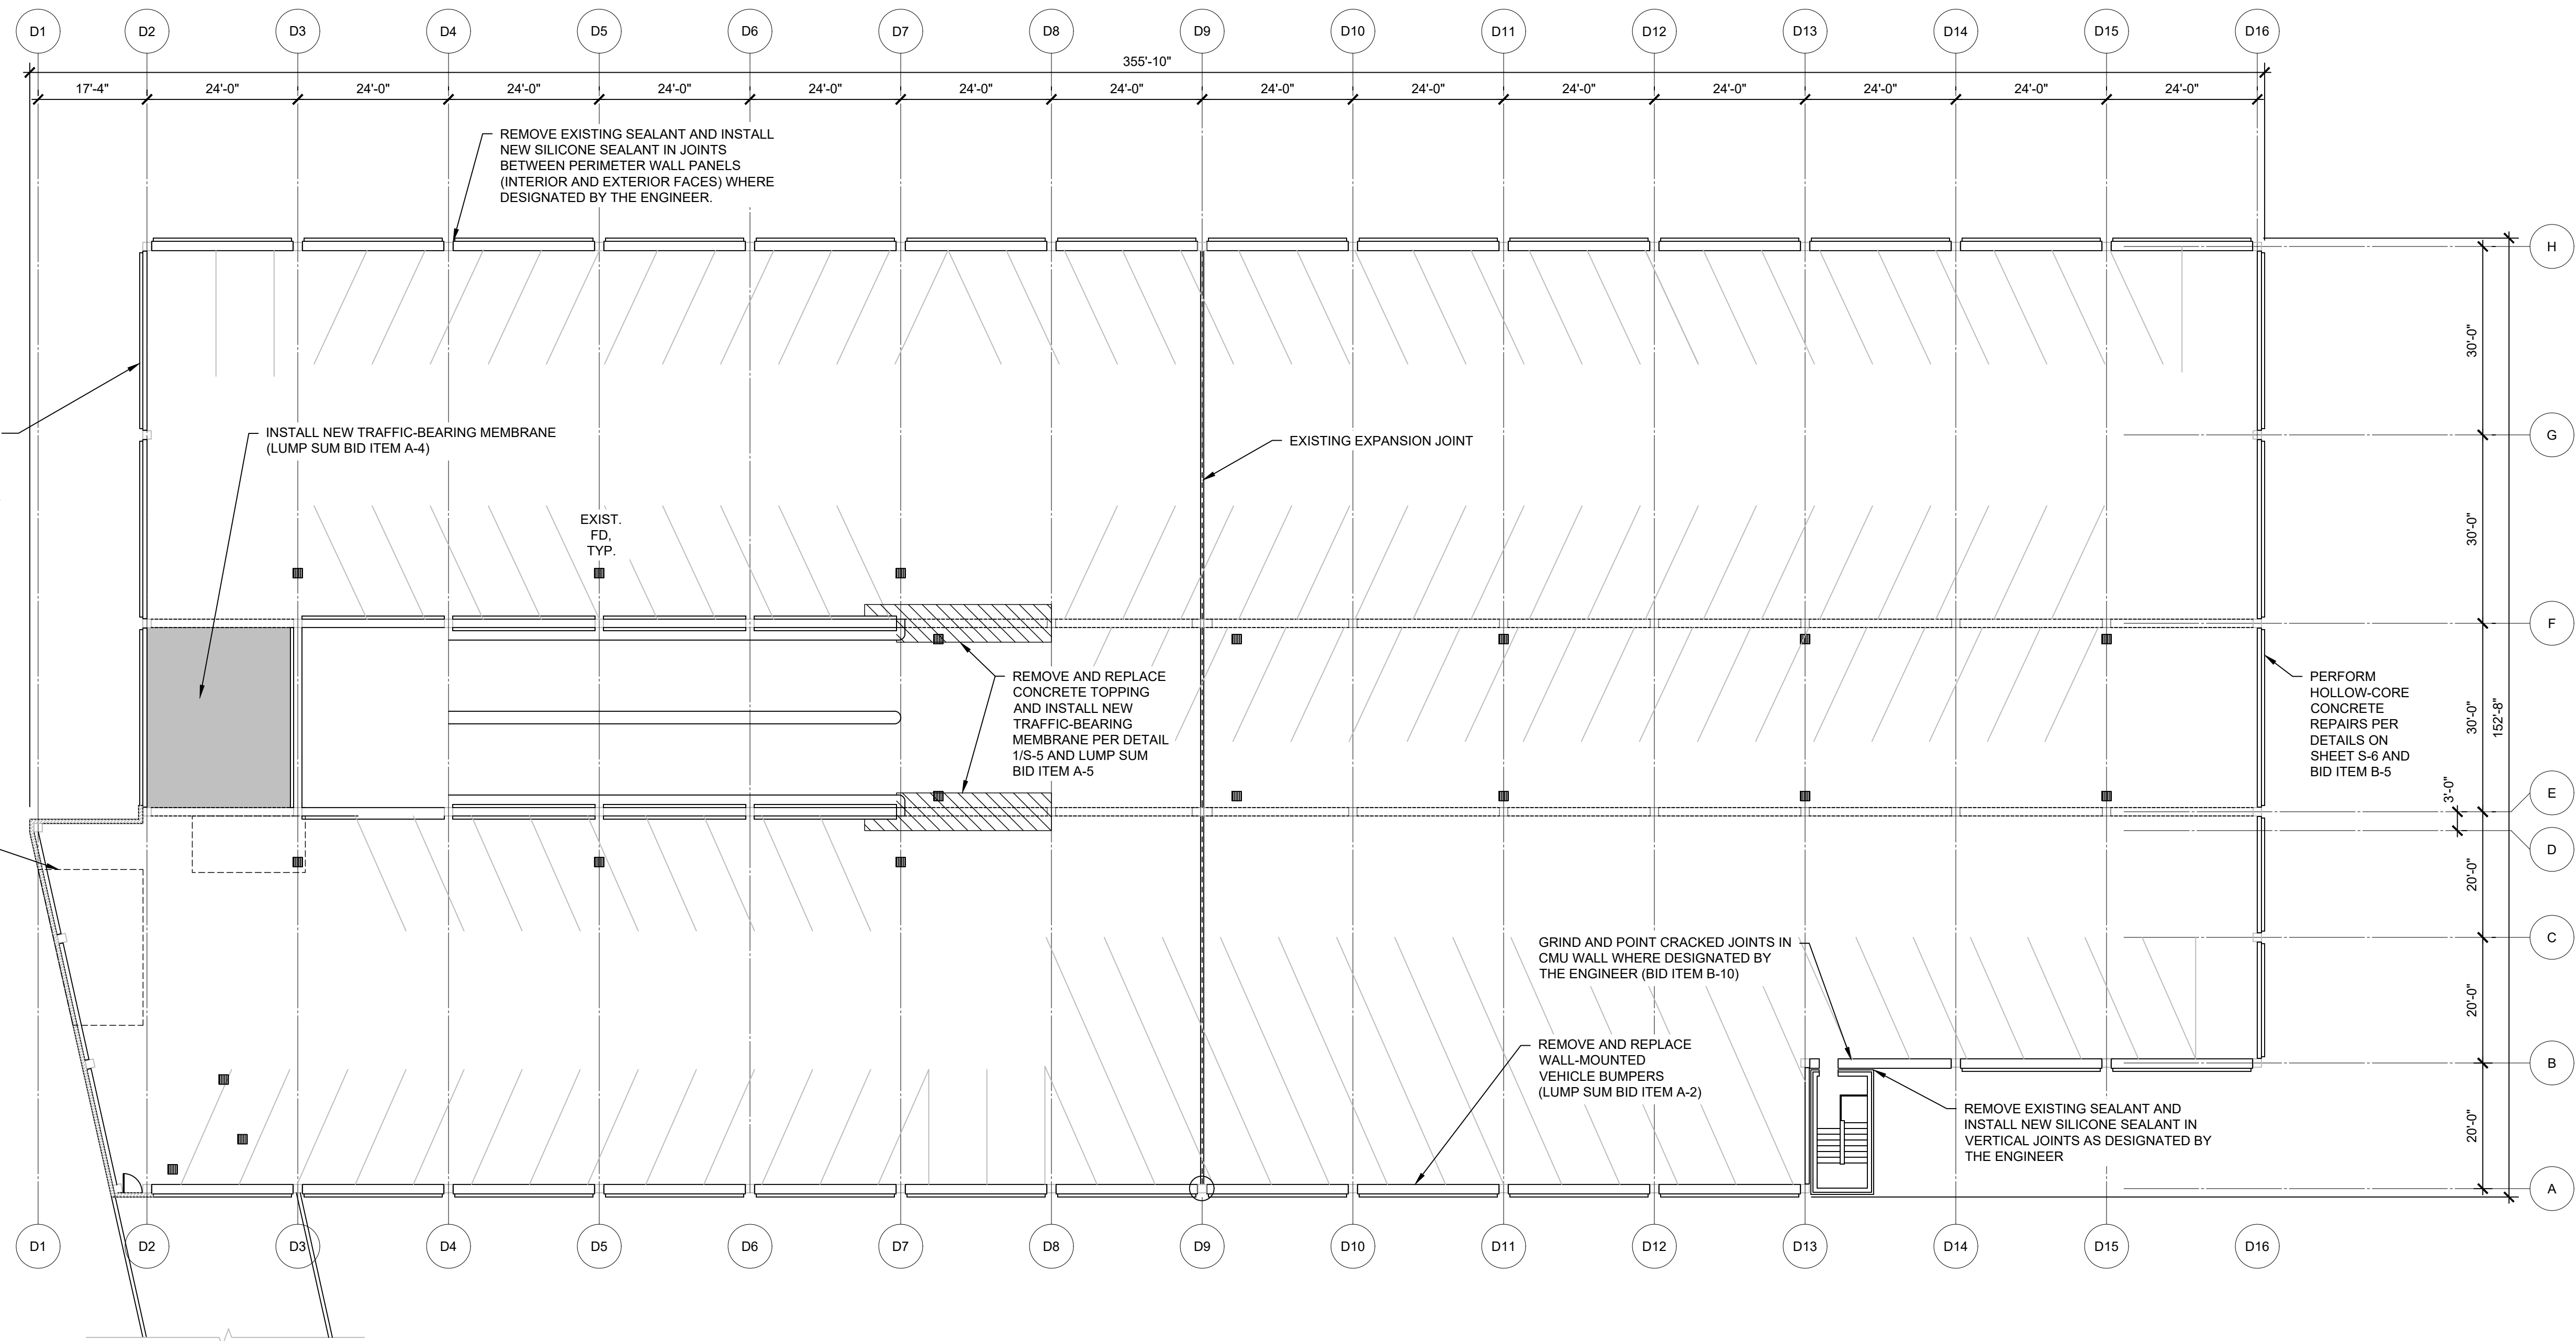 D1 D2 D3 D4 D5 D6 D7 D8 D9 D10 D11 D12 D13 D14 D15 D16
355'-10"
17'-4" 24'-0" 24'-0" 24'-0" 24'-0" 24'-0" 24'-0" 24'-0" 24'-0" 24'-0" 24'-0" 24'-0" 24'-0" 24'-0" 24'-0"
REMOVE EXISTING SEALANT AND INSTALL
NEW SILICONE SEALANT IN JOINTS
BETWEEN PERIMETER WALL PANELS
(INTERIOR AND EXTERIOR FACES) WHERE
DESIGNATED BY THE ENGINEER.
H
30'-0"
INSTALL NEW TRAFFIC-BEARING MEMBRANE
(LUMP SUM BID ITEM A-4)
EXISTING EXPANSION JOINT
G
EXIST.
FD,
TYP.
30'-0"
F
REMOVE AND REPLACE
CONCRETE TOPPING
AND INSTALL NEW
TRAFFIC-BEARING
MEMBRANE PER DETAIL
1/S-5 AND LUMP SUM
BID ITEM A-5
PERFORM
HOLLOW-CORE
CONCRETE
REPAIRS PER
DETAILS ON
SHEET S-6 AND
BID ITEM B-5
30'-0"
152'-8"
3'-0"
E
D
20'-0"
C
GRIND AND POINT CRACKED JOINTS IN
CMU WALL WHERE DESIGNATED BY
THE ENGINEER (BID ITEM B-10)
20'-0"
REMOVE AND REPLACE
WALL-MOUNTED
VEHICLE BUMPERS
(LUMP SUM BID ITEM A-2)
B
REMOVE EXISTING SEALANT AND
INSTALL NEW SILICONE SEALANT IN
VERTICAL JOINTS AS DESIGNATED BY
THE ENGINEER
20'-0"
A
D1 D2 D3 D4 D5 D6 D7 D8 D9 D10 D11 D12 D13 D14 D15 D16